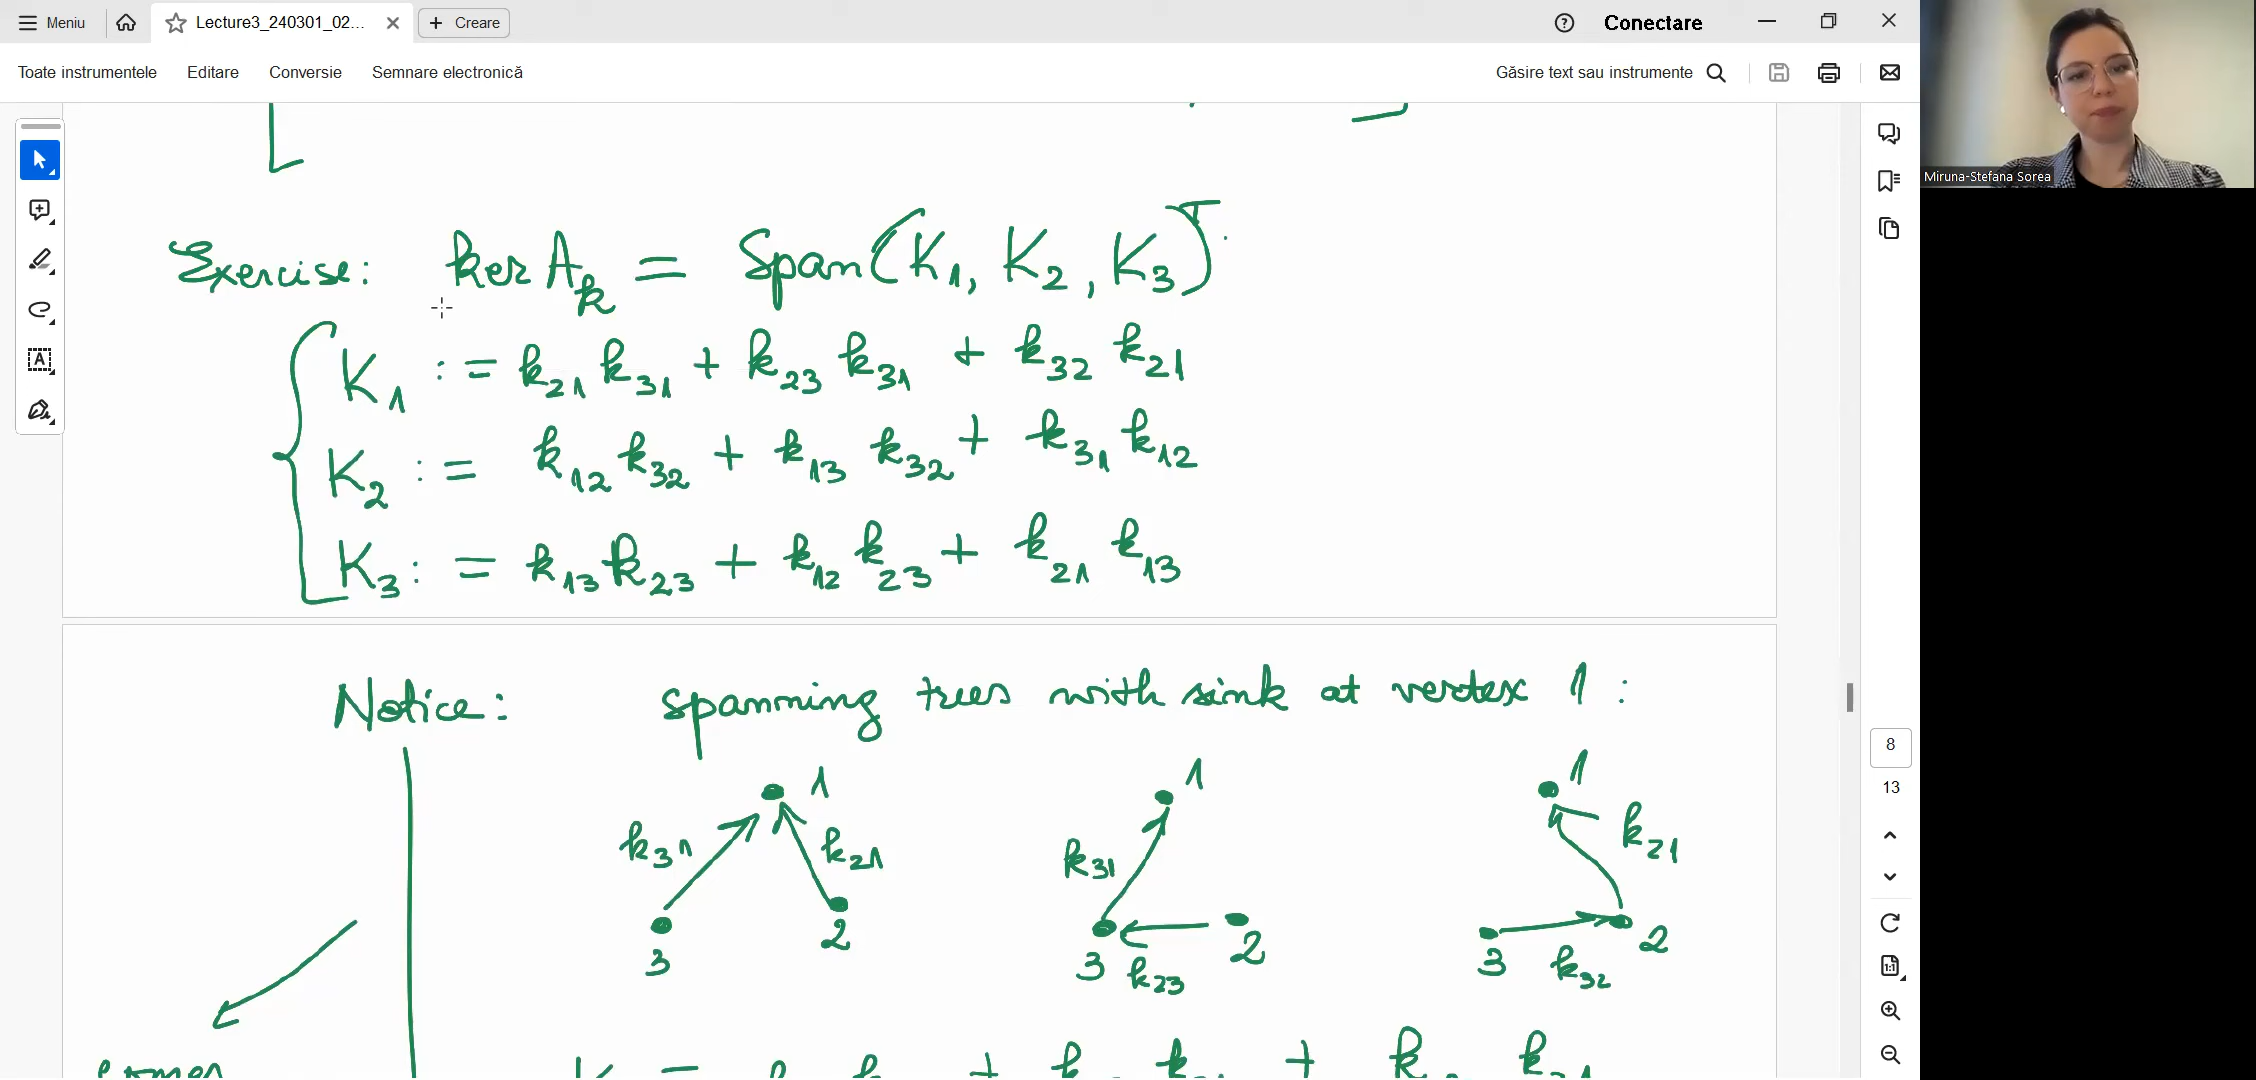 Meniu
Lecture3_240301_02...
Creare
Conectare
Toate instrumentele Editare Conversie Semnare electronică
Găsire text sau instrumente
Miruna-Stefana Sorea
Exercise: ker A_k = Span(K_1, K_2, K_3)^T.
K_1 := k_21 k_31 + k_23 k_31 + k_32 k_21
K_2 := k_12 k_32 + k_13 k_32 + k_31 k_12
K_3 := k_13 k_23 + k_12 k_23 + k_21 k_13
Notice: spanning trees with sink at vertex 1:
1 1 1
k_31 k_21 k_31 k_21
3 2 3 k_23 2 3 k_32 2
8
13